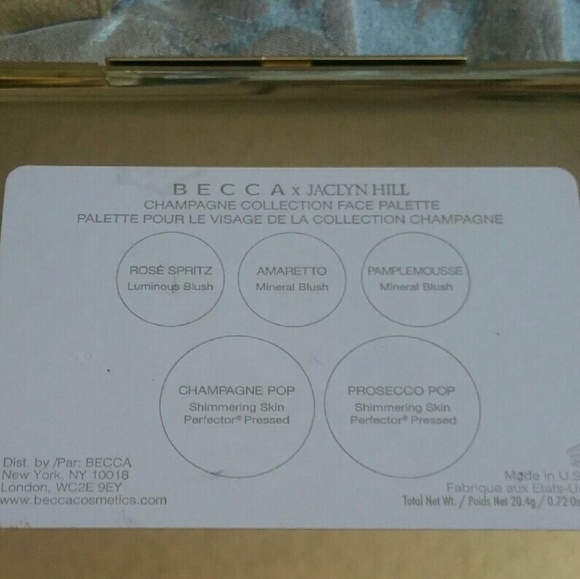 BECCA x JACLYN HILL
CHAMPAGNE COLLECTION FACE PALETTE
PALETTE POUR LE VISAGE DE LA COLLECTION CHAMPAGNE
ROSÉ SPRITZ
Luminous Blush
AMARETTO
Mineral Blush
PAMPLEMOUSSE
Mineral Blush
CHAMPAGNE POP
Shimmering Skin
Perfector® Pressed
PROSECCO POP
Shimmering Skin
Perfector® Pressed
Dist. by /Par: BECCA
New York, NY 10018
London, WC2E 9EY
www.beccacosmetics.com
Made in U.S
Fabrique aux Etats-U
Total Net Wt. / Poids Net 20.4g / 0.72 Oz